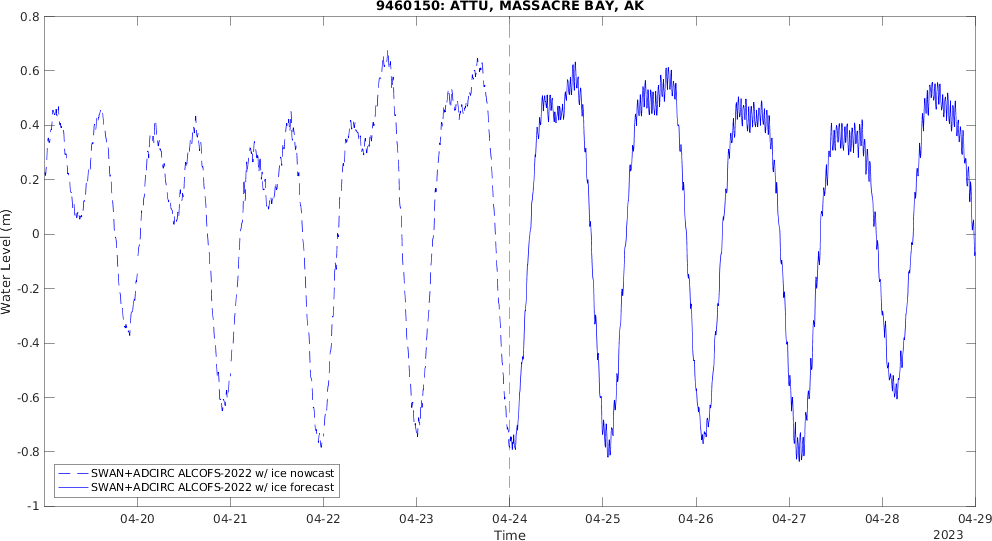 9460150: ATTU, MASSACRE BAY, AK
0.8
0.6
0.4
0.2
0
-0.2
-0.4
-0.6
-0.8
-1
Water Level (m)
SWAN+ADCIRC ALCOFS-2022 w/ ice nowcast
SWAN+ADCIRC ALCOFS-2022 w/ ice forecast
04-20 04-21 04-22 04-23 04-24 04-25 04-26 04-27 04-28 04-29
Time
2023